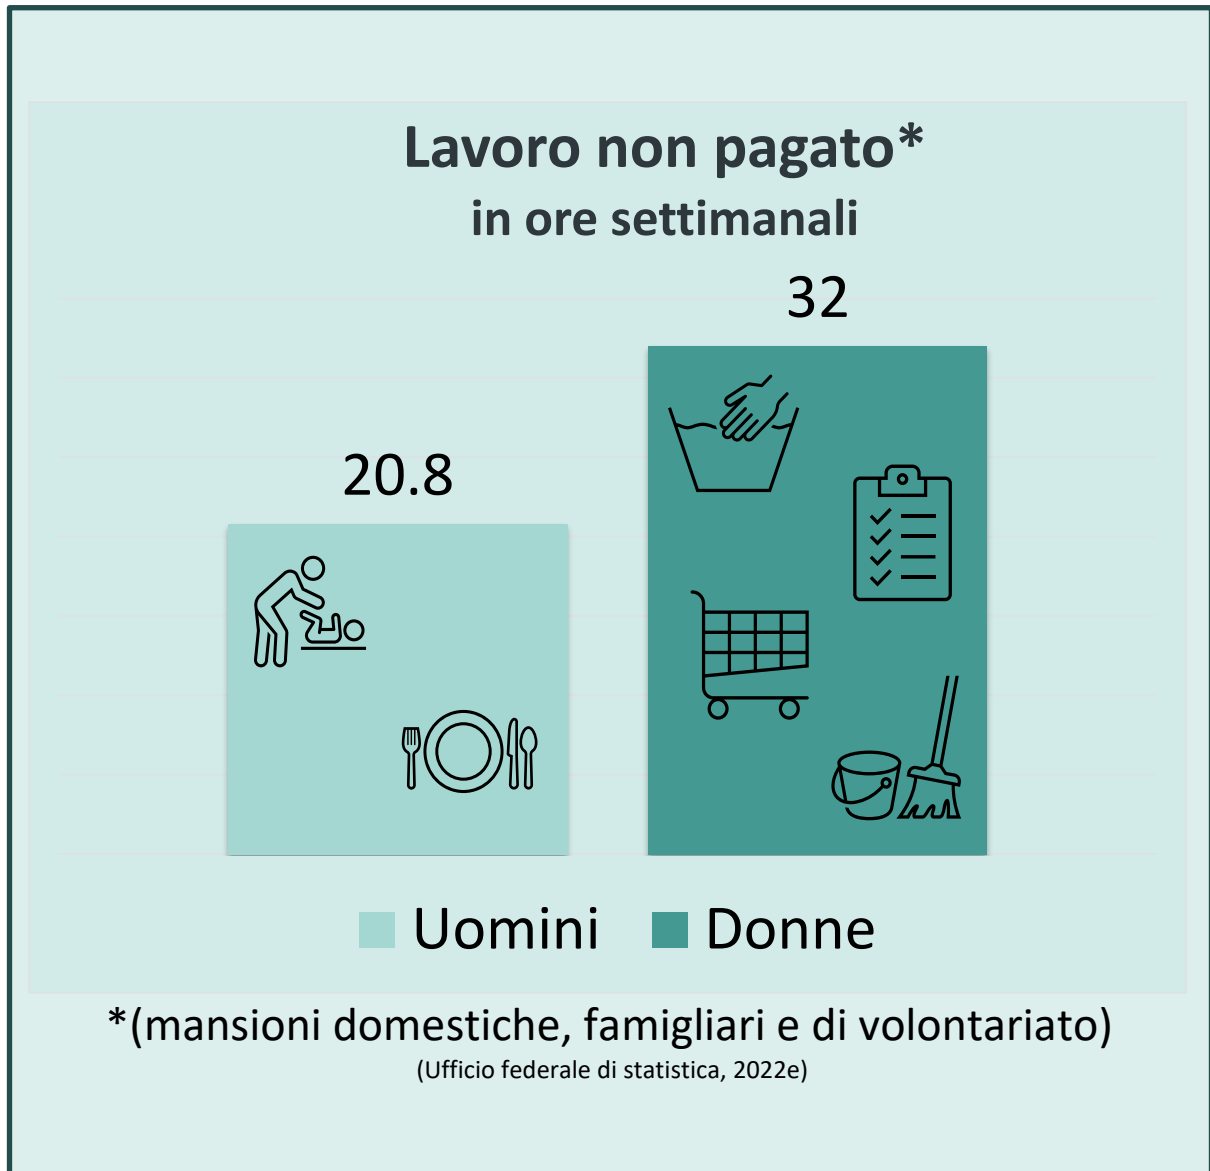 Lavoro non pagato*
in ore settimanali
32
20.8
Uomini Donne
*(mansioni domestiche, famigliari e di volontariato)
(Ufficio federale di statistica, 2022e)